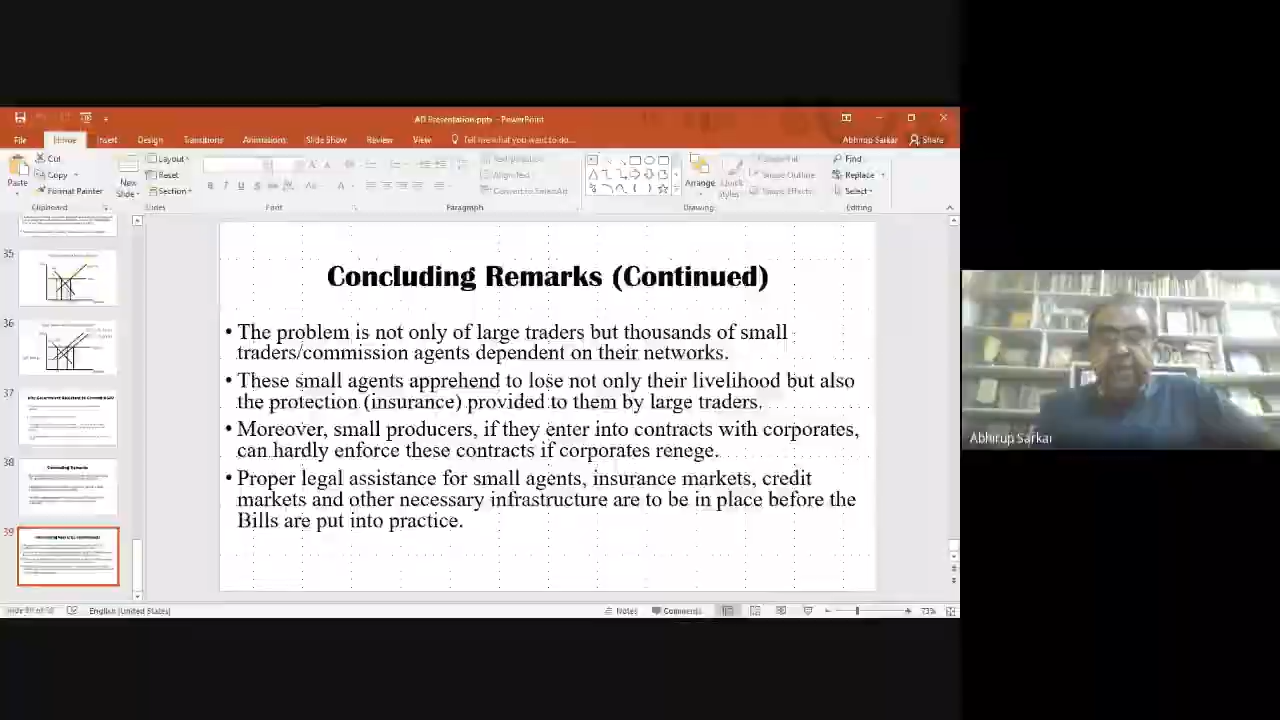 AD Presentation.pptx - PowerPoint
File Home Insert Design Transitions Animations Slide Show Review View Tell me what you want to do... Abhirup Sarkar Share
Cut
Copy
Format Painter
Paste
Clipboard
New
Slide
Layout
Reset
Section
Slides
Font
Text Direction
Align Text
Convert to SmartArt
Paragraph
Arrange
Quick
Styles
Shape Outline
Shape Effects
Drawing
Find
Replace
Select
Editing
35
36
37
38
Concluding Remarks
39
Concluding Remarks (Continued)
• The problem is not only of large traders but thousands of small
traders/commission agents dependent on their networks.
• These small agents apprehend to lose not only their livelihood but also
the protection (insurance) provided to them by large traders.
• Moreover, small producers, if they enter into contracts with corporates,
can hardly enforce these contracts if corporates renege.
• Proper legal assistance for small agents, insurance markets, credit
markets and other necessary infrastructure are to be in place before the
Bills are put into practice.
English (United States) Notes Comments 73%
Abhirup Sarkar